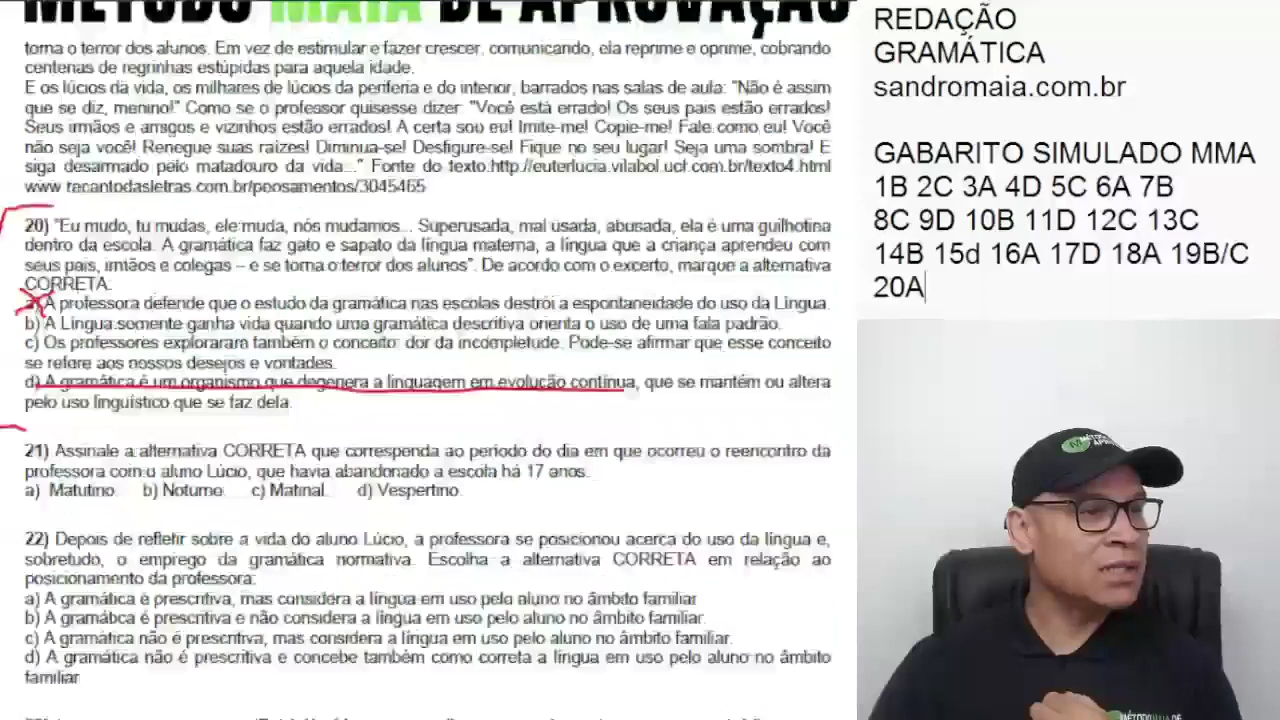 MÉTODO MAIA DE APROVAÇÃO
torna o terror dos alunos. Em vez de estimular e fazer crescer, comunicando, ela reprime e oprime, cobrando
centenas de regrinhas estúpidas para aquela idade.
E os lúcios da vida, os milhares de lúcios da periferia e do interior, barrados nas salas de aula: "Não é assim
que se diz, menino!" Como se o professor quisesse dizer: "Você está errado! Os seus pais estão errados!
Seus irmãos e amigos e vizinhos estão errados! A certa sou eu! Imite-me! Copie-me! Fale como eu! Você
não seja você! Renegue suas raízes! Diminua-se! Desfigure-se! Fique no seu lugar! Seja uma sombra! E
siga desarmado pelo matadouro da vida..." Fonte do texto:http://euterlucia.vilabol.ucf.com.br/texto4.html
www recantodasletras.com.br/pensamentos/3045465
20) "Eu mudo, tu mudas, ele muda, nós mudamos... Superusada, mal usada, abusada, ela é uma guilhotina
dentro da escola. A gramática faz gato e sapato da língua materna, a língua que a criança aprendeu com
seus pais, irmãos e colegas – e se torna o terror dos alunos". De acordo com o excerto, marque a alternativa
CORRETA:
a) A professora defende que o estudo da gramática nas escolas destrói a espontaneidade do uso da Língua.
b) A Língua somente ganha vida quando uma gramática descritiva orienta o uso de uma fala padrão.
c) Os professores exploraram também o conceito dor da incompletude. Pode-se afirmar que esse conceito
se refere aos nossos desejos e vontades.
d) A gramática é um organismo que degenera a linguagem em evolução contínua, que se mantém ou altera
pelo uso linguístico que se faz dela.
21) Assinale a alternativa CORRETA que corresponda ao período do dia em que ocorreu o reencontro da
professora com o aluno Lúcio, que havia abandonado a escola há 17 anos.
a) Matutino. b) Noturno. c) Matinal. d) Vespertino.
22) Depois de refletir sobre a vida do aluno Lúcio, a professora se posicionou acerca do uso da língua e,
sobretudo, o emprego da gramática normativa. Escolha a alternativa CORRETA em relação ao
posicionamento da professora:
a) A gramática é prescritiva, mas considera a língua em uso pelo aluno no âmbito familiar
b) A gramática é prescritiva e não considera a língua em uso pelo aluno no âmbito familiar.
c) A gramática não é prescritiva, mas considera a língua em uso pelo aluno no âmbito familiar.
d) A gramática não é prescritiva e concebe também como correta a língua em uso pelo aluno no âmbito
familiar
REDAÇÃO
GRAMÁTICA
sandromaia.com.br
GABARITO SIMULADO MMA
1B 2C 3A 4D 5C 6A 7B
8C 9D 10B 11D 12C 13C
14B 15d 16A 17D 18A 19B/C
20A